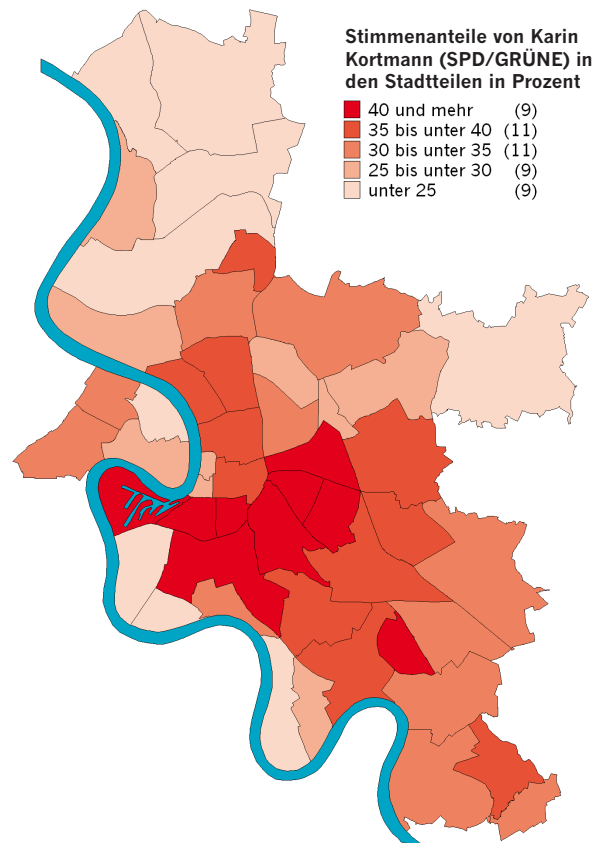 Stimmenanteile von Karin
Kortmann (SPD/GRÜNE) in
den Stadtteilen in Prozent
40 und mehr (9)
35 bis unter 40 (11)
30 bis unter 35 (11)
25 bis unter 30 (9)
unter 25 (9)